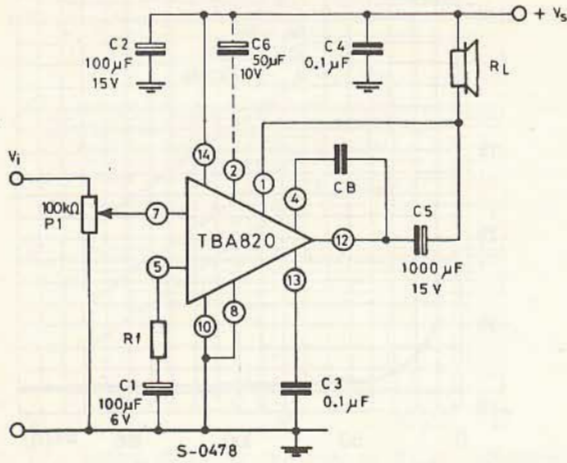 + Vs
C2
100µF
15V
C6
50µF
10V
C4
0.1µF
RL
Vi
100kΩ
P1
14
2
1
4
CB
7
TBA820
12
C5
1000µF
15V
5
13
10
8
Rf
C1
100µF
6V
C3
0.1µF
S-0478